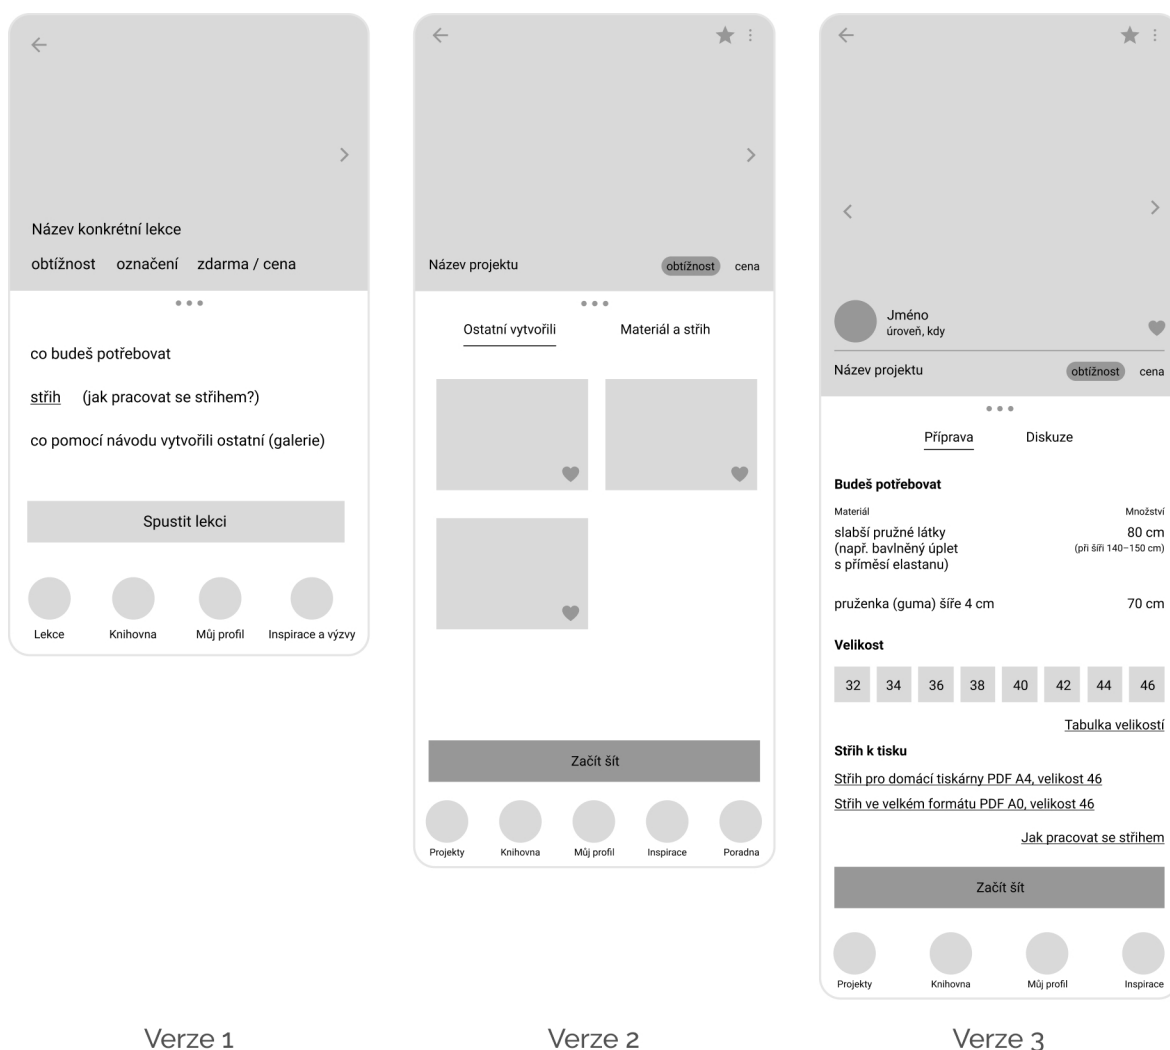 Název konkrétní lekce
obtížnost označení zdarma / cena
co budeš potřebovat
střih (jak pracovat se střihem?)
co pomocí návodu vytvořili ostatní (galerie)
Spustit lekci
Lekce Knihovna Můj profil Inspirace a výzvy
Verze 1
Název projektu obtížnost cena
Ostatní vytvořili Materiál a střih
Začít šít
Projekty Knihovna Můj profil Inspirace Poradna
Verze 2
Jméno
úroveň, kdy
Název projektu obtížnost cena
Příprava Diskuze
Budeš potřebovat
Materiál Množství
slabší pružné látky 80 cm
(např. bavlněný úplet (při šíři 140–150 cm)
s příměsí elastanu)
pruženka (guma) šíře 4 cm 70 cm
Velikost
32 34 36 38 40 42 44 46
Tabulka velikostí
Střih k tisku
Střih pro domácí tiskárny PDF A4, velikost 46
Střih ve velkém formátu PDF A0, velikost 46
Jak pracovat se střihem
Začít šít
Projekty Knihovna Můj profil Inspirace
Verze 3